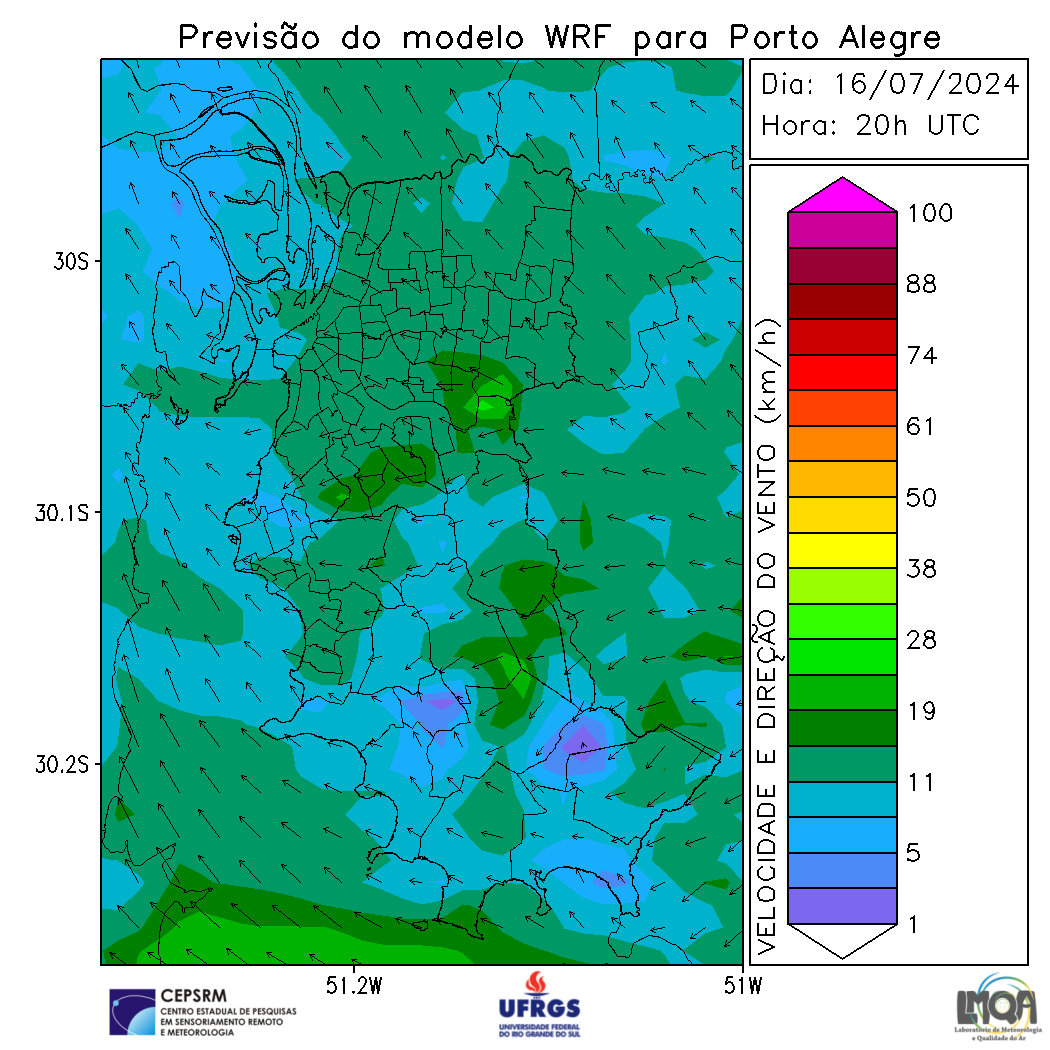 Previsão do modelo WRF para Porto Alegre
Dia: 16/07/2024
Hora: 20h UTC
30S
30.1S
30.2S
51.2W
51W
VELOCIDADE E DIREÇÃO DO VENTO (km/h)
100
88
74
61
50
38
28
19
11
5
1
CEPSRM
CENTRO ESTADUAL DE PESQUISAS
EM SENSORIAMENTO REMOTO
E METEOROLOGIA
UFRGS
UNIVERSIDADE FEDERAL
DO RIO GRANDE DO SUL
LMQA
Laboratório de Meteorologia
e Qualidade do Ar